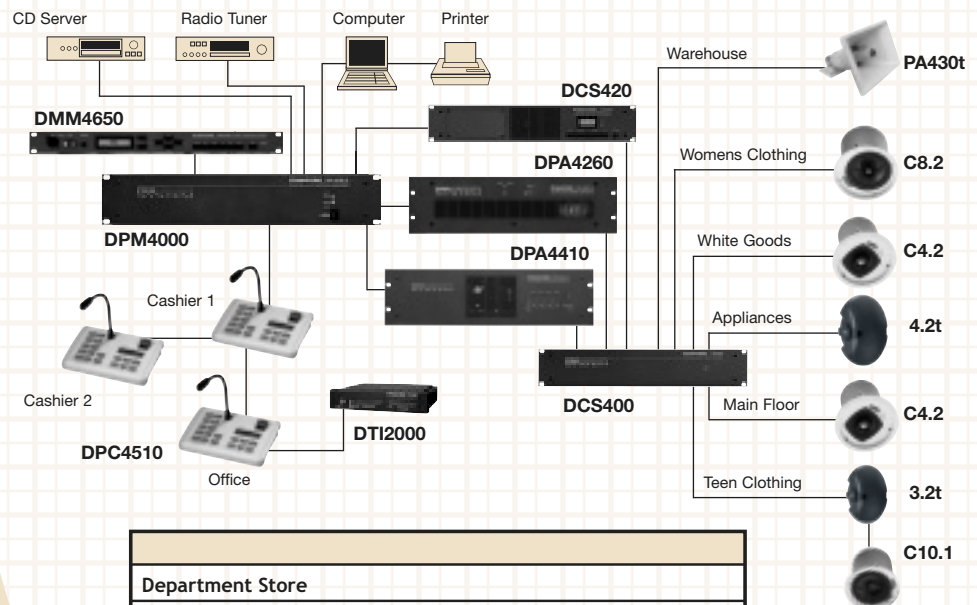 CD Server
Radio Tuner
Computer
Printer
Warehouse
PA430t
DCS420
DMM4650
DPA4260
Womens Clothing
C8.2
DPM4000
DPA4410
White Goods
C4.2
Cashier 1
Appliances
4.2t
Cashier 2
DCS400
Main Floor
C4.2
DPC4510
DTI2000
Office
Teen Clothing
3.2t
C10.1
Department Store